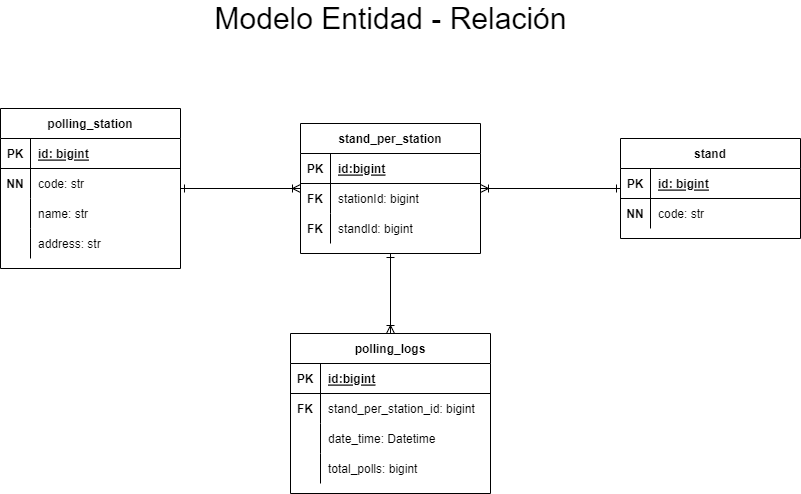 Modelo Entidad - Relación
polling_station
PK id: bigint
NN code: str
name: str
address: str
stand_per_station
PK id:bigint
FK stationId: bigint
FK standId: bigint
stand
PK id: bigint
NN code: str
polling_logs
PK id:bigint
FK stand_per_station_id: bigint
date_time: Datetime
total_polls: bigint